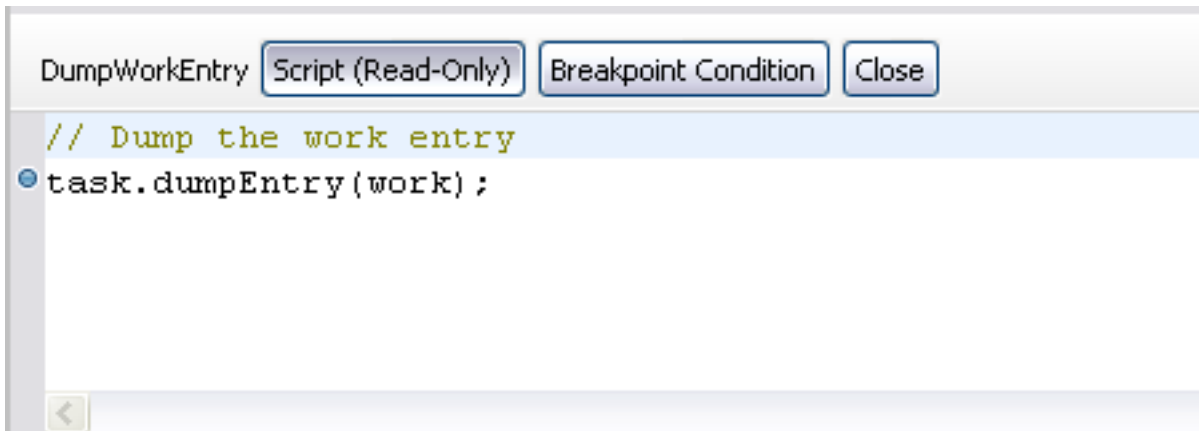 DumpWorkEntry Script (Read-Only) Breakpoint Condition Close
// Dump the work entry
task.dumpEntry(work);